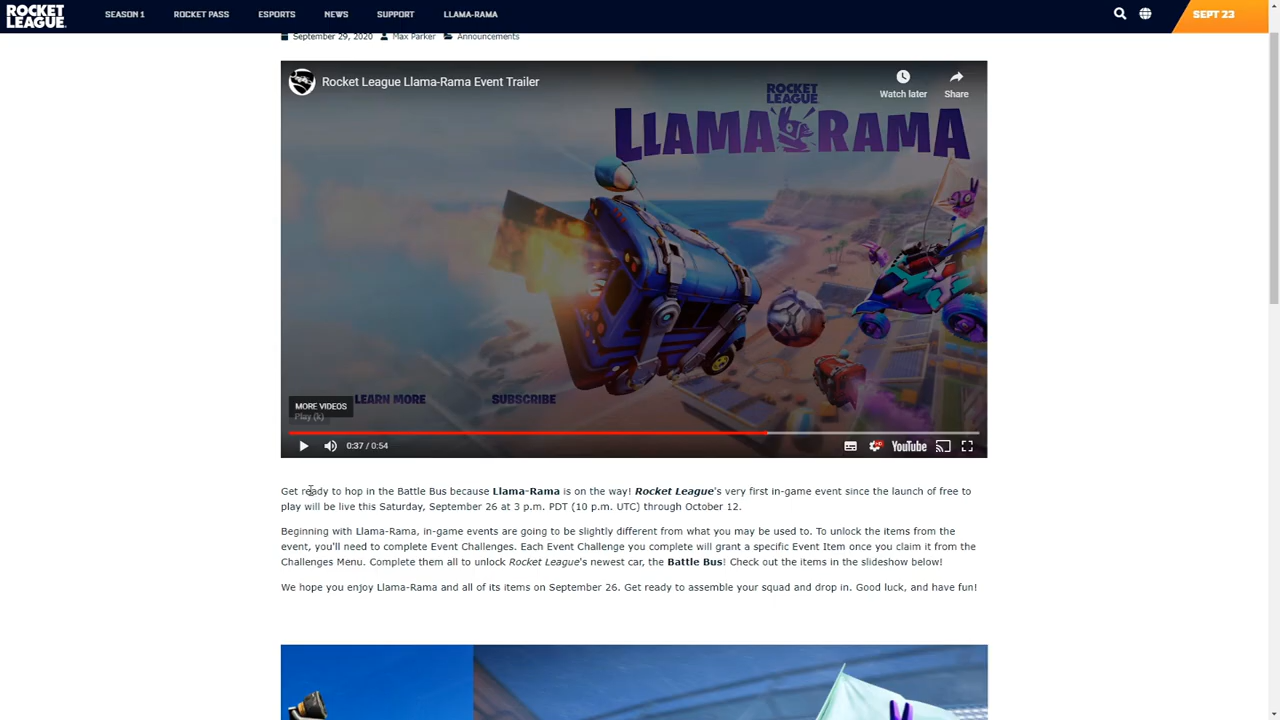 ROCKET
LEAGUE
SEASON 1
ROCKET PASS
ESPORTS
NEWS
SUPPORT
LLAMA-RAMA
SEPT 23
September 29, 2020 Max Parker Announcements
Rocket League Llama-Rama Event Trailer
Watch later
Share
ROCKET
LEAGUE
LLAMA RAMA
LEARN MORE
SUBSCRIBE
MORE VIDEOS
Play (k)
0:37 / 0:54
YouTube
Get ready to hop in the Battle Bus because Llama-Rama is on the way! Rocket League's very first in-game event since the launch of free to
play will be live this Saturday, September 26 at 3 p.m. PDT (10 p.m. UTC) through October 12.
Beginning with Llama-Rama, in-game events are going to be slightly different from what you may be used to. To unlock the items from the
event, you'll need to complete Event Challenges. Each Event Challenge you complete will grant a specific Event Item once you claim it from the
Challenges Menu. Complete them all to unlock Rocket League's newest car, the Battle Bus! Check out the items in the slideshow below!
We hope you enjoy Llama-Rama and all of its items on September 26. Get ready to assemble your squad and drop in. Good luck, and have fun!